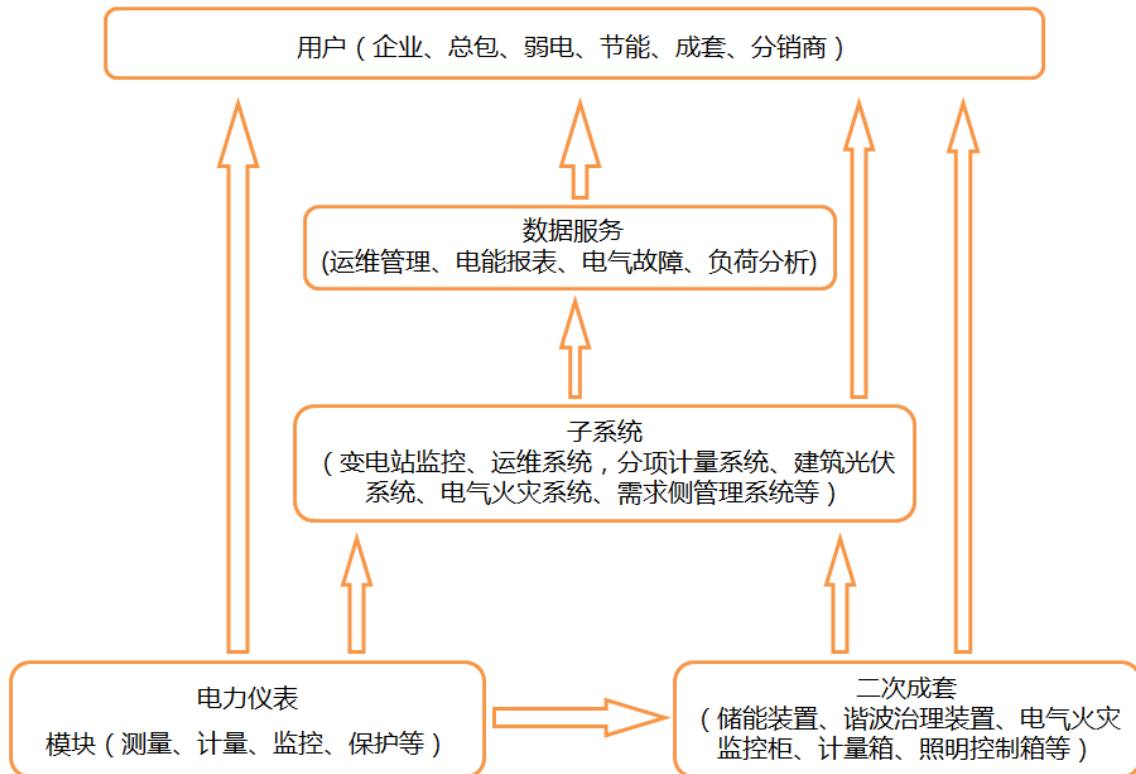 用户（企业、总包、弱电、节能、成套、分销商）
数据服务
(运维管理、电能报表、电气故障、负荷分析)
子系统
（变电站监控、运维系统，分项计量系统、建筑光伏
系统、电气火灾系统、需求侧管理系统等）
电力仪表
模块（测量、计量、监控、保护等）
二次成套
（储能装置、谐波治理装置、电气火灾
监控柜、计量箱、照明控制箱等）